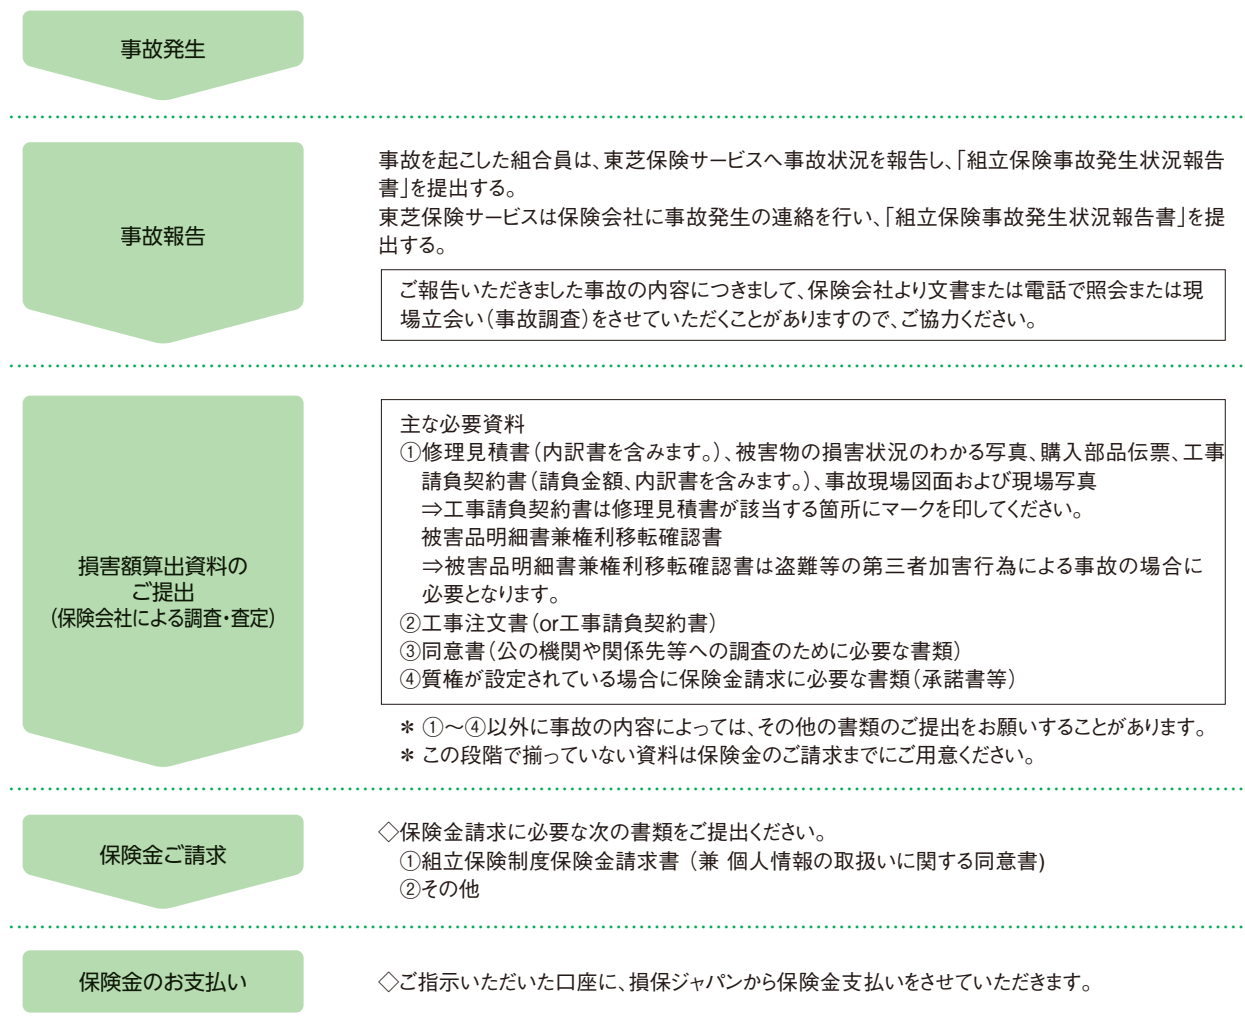 事故発生
事故報告
事故を起こした組合員は、東芝保険サービスへ事故状況を報告し、「組立保険事故発生状況報告
書」を提出する。
東芝保険サービスは保険会社に事故発生の連絡を行い、「組立保険事故発生状況報告書」を提
出する。
ご報告いただきました事故の内容につきまして、保険会社より文書または電話で照会または現
場立会い（事故調査）をさせていただくことがありますので、ご協力ください。
損害額算出資料の
ご提出
（保険会社による調査・査定）
主な必要資料
①修理見積書（内訳書を含みます。）、被害物の損害状況のわかる写真、購入部品伝票、工事
請負契約書（請負金額、内訳書を含みます。）、事故現場図面および現場写真
⇒工事請負契約書は修理見積書が該当する箇所にマークを印してください。
被害品明細書兼権利移転確認書
⇒被害品明細書兼権利移転確認書は盗難等の第三者加害行為による事故の場合に
必要となります。
②工事注文書（or工事請負契約書）
③同意書（公の機関や関係先等への調査のために必要な書類）
④質権が設定されている場合に保険金請求に必要な書類（承諾書等）
＊ ①～④以外に事故の内容によっては、その他の書類のご提出をお願いすることがあります。
＊ この段階で揃っていない資料は保険金のご請求までにご用意ください。
保険金ご請求
◇保険金請求に必要な次の書類をご提出ください。
①組立保険制度保険金請求書（兼 個人情報の取扱いに関する同意書)
②その他
保険金のお支払い
◇ご指示いただいた口座に、損保ジャパンから保険金支払いをさせていただきます。